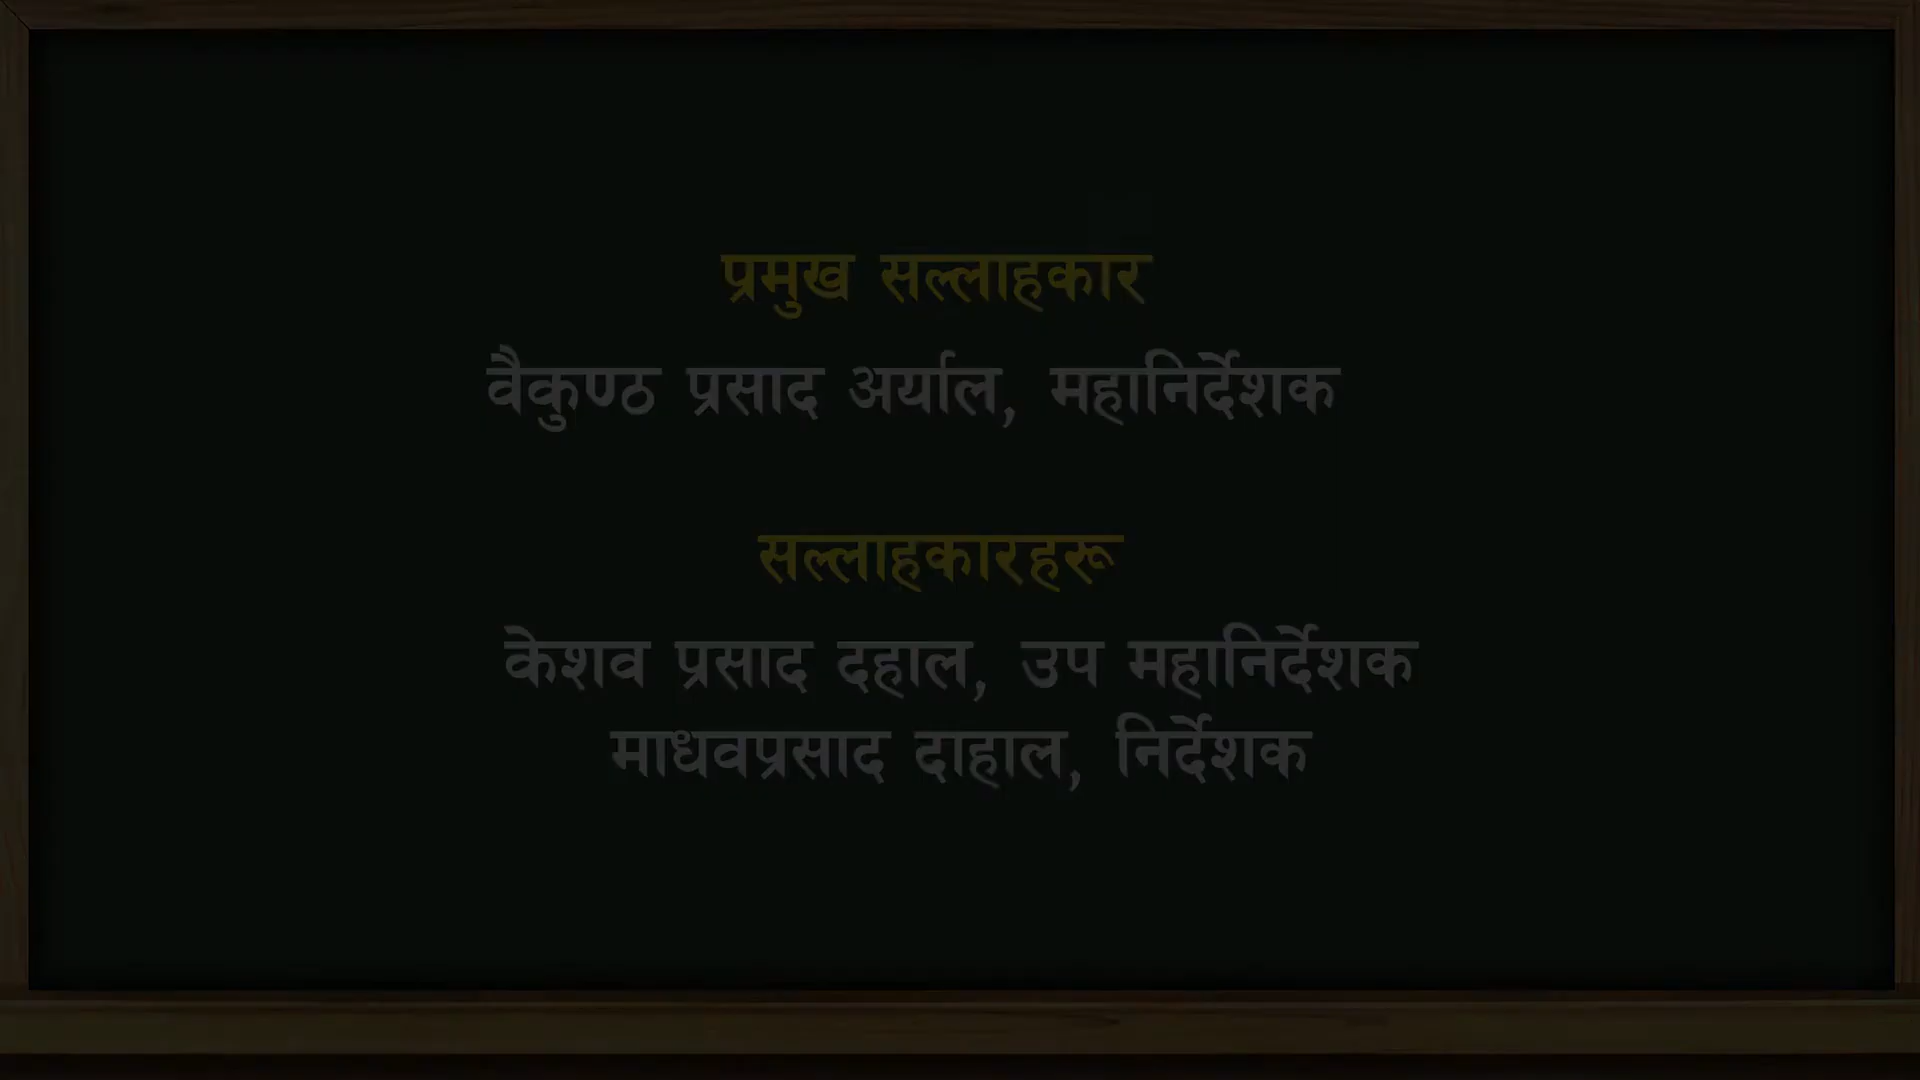 प्रमुख सल्लाहकार
वैकुण्ठ प्रसाद अर्याल, महानिर्देशक
सल्लाहकारहरू
केशव प्रसाद दहाल, उप महानिर्देशक
माधवप्रसाद दाहाल, निर्देशक